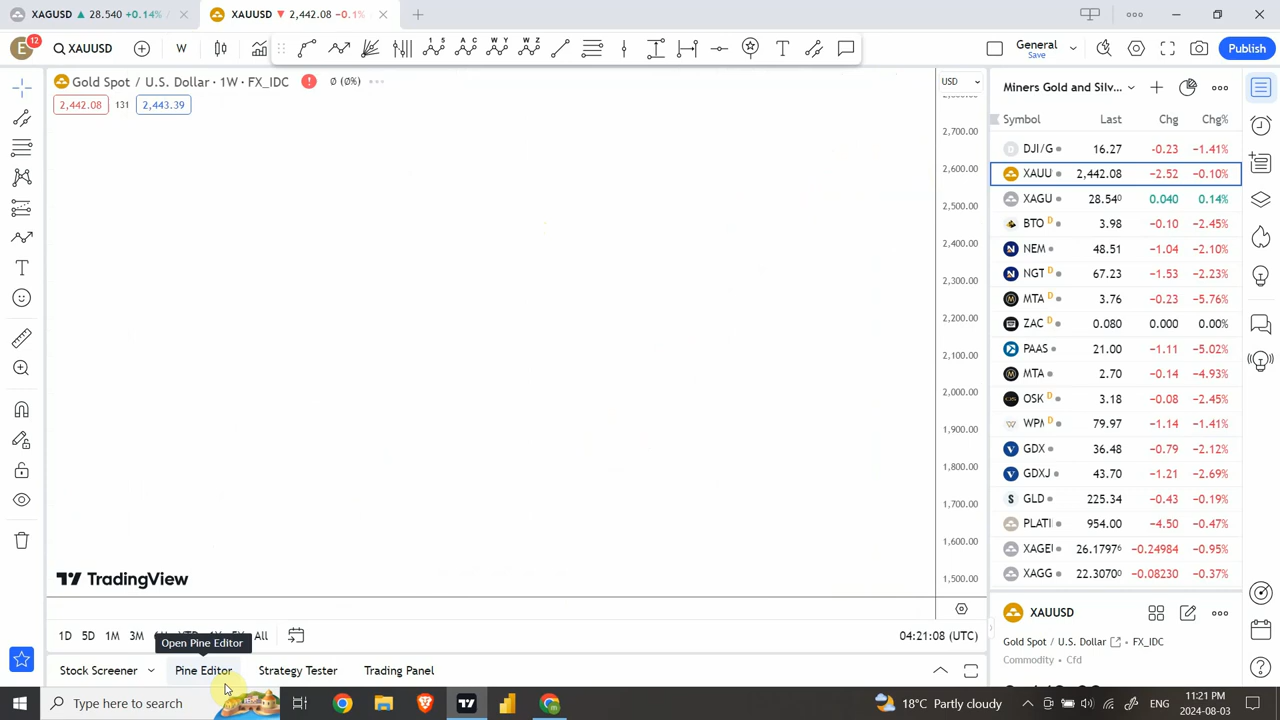 XAGUSD ▲ 28.540 +0.14%
XAUUSD ▼ 2,442.08 −0.1%
E 12 XAUUSD W
1 5 A C W Y W Z
General
Save
Publish
Gold Spot / U.S. Dollar · 1W · FX_IDC ! Ø (0%)
2,442.08 131 2,443.39
USD
2,700.00
2,600.00
2,500.00
2,400.00
2,300.00
2,200.00
2,100.00
2,000.00
1,900.00
1,800.00
1,700.00
1,600.00
1,500.00
TradingView
1D 5D 1M 3M All
04:21:08 (UTC)
Open Pine Editor
Stock Screener Pine Editor Strategy Tester Trading Panel
Miners Gold and Silv...
Symbol Last Chg Chg%
DJI/G 16.27 -0.23 −1.41%
XAUU 2,442.08 −2.52 −0.10%
XAGU 28.540 0.040 0.14%
BTO D 3.98 −0.10 −2.45%
NEM 48.51 −1.04 −2.10%
NGT D 67.23 −1.53 −2.23%
MTA D 3.76 −0.23 −5.76%
ZAC D 0.080 0.000 0.00%
PAAS 21.00 −1.11 −5.02%
MTA 2.70 −0.14 −4.93%
OSK D 3.18 −0.08 −2.45%
WPM D 79.97 −1.14 −1.41%
GDX 36.48 −0.79 −2.12%
GDXJ 43.70 −1.21 −2.69%
GLD 225.34 −0.43 −0.19%
PLATI 954.00 −4.50 −0.47%
XAGE 26.1797⁶ −0.24984 −0.95%
XAGG 22.3070⁰ −0.08230 −0.37%
XAUUSD
Gold Spot / U.S. Dollar • FX_IDC
Commodity • Cfd
Type here to search
18°C Partly cloudy
ENG
11:21 PM
2024-08-03